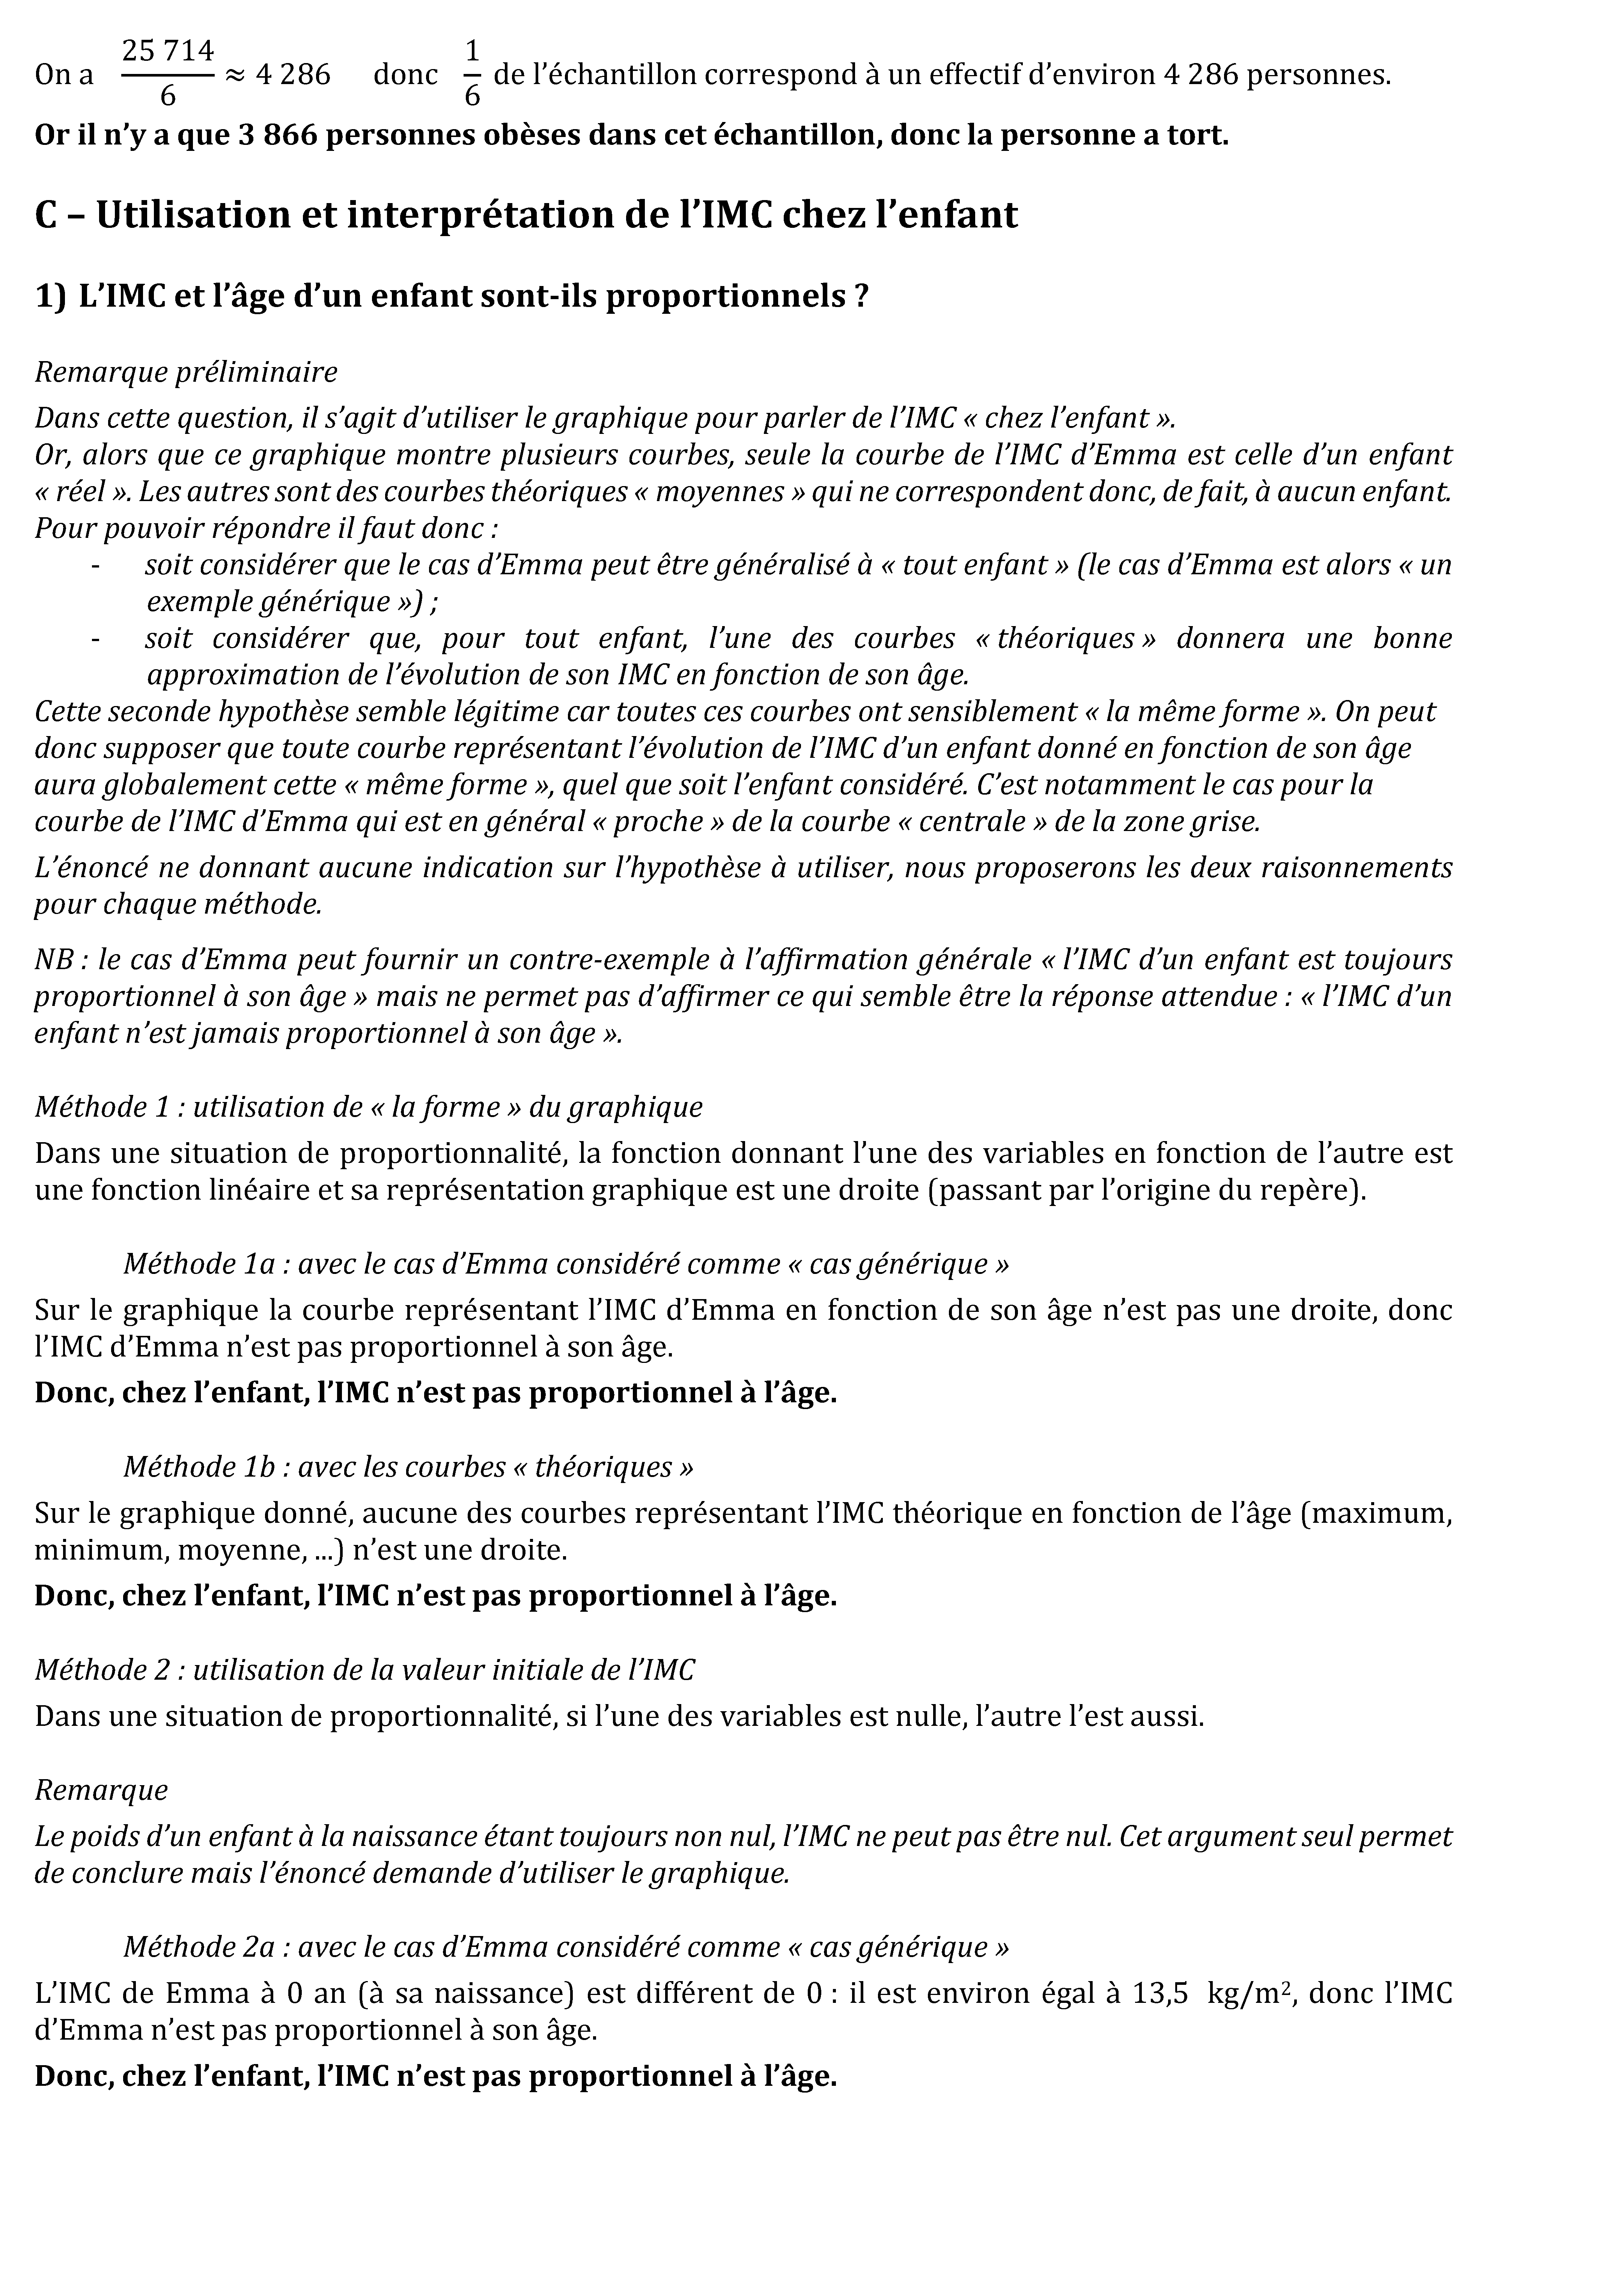 On a 25 714/6 ≈ 4 286 donc 1/6 de l’échantillon correspond à un effectif d’environ 4 286 personnes.
Or il n’y a que 3 866 personnes obèses dans cet échantillon, donc la personne a tort.
C – Utilisation et interprétation de l’IMC chez l’enfant
1) L’IMC et l’âge d’un enfant sont-ils proportionnels ?
Remarque préliminaire
Dans cette question, il s’agit d’utiliser le graphique pour parler de l’IMC « chez l’enfant ».
Or, alors que ce graphique montre plusieurs courbes, seule la courbe de l’IMC d’Emma est celle d’un enfant
« réel ». Les autres sont des courbes théoriques « moyennes » qui ne correspondent donc, de fait, à aucun enfant.
Pour pouvoir répondre il faut donc :
- soit considérer que le cas d’Emma peut être généralisé à « tout enfant » (le cas d’Emma est alors « un
exemple générique ») ;
- soit considérer que, pour tout enfant, l’une des courbes « théoriques » donnera une bonne
approximation de l’évolution de son IMC en fonction de son âge.
Cette seconde hypothèse semble légitime car toutes ces courbes ont sensiblement « la même forme ». On peut
donc supposer que toute courbe représentant l’évolution de l’IMC d’un enfant donné en fonction de son âge
aura globalement cette « même forme », quel que soit l’enfant considéré. C’est notamment le cas pour la
courbe de l’IMC d’Emma qui est en général « proche » de la courbe « centrale » de la zone grise.
L’énoncé ne donnant aucune indication sur l’hypothèse à utiliser, nous proposerons les deux raisonnements
pour chaque méthode.
NB : le cas d’Emma peut fournir un contre-exemple à l’affirmation générale « l’IMC d’un enfant est toujours
proportionnel à son âge » mais ne permet pas d’affirmer ce qui semble être la réponse attendue : « l’IMC d’un
enfant n’est jamais proportionnel à son âge ».
Méthode 1 : utilisation de « la forme » du graphique
Dans une situation de proportionnalité, la fonction donnant l’une des variables en fonction de l’autre est
une fonction linéaire et sa représentation graphique est une droite (passant par l’origine du repère).
Méthode 1a : avec le cas d’Emma considéré comme « cas générique »
Sur le graphique la courbe représentant l’IMC d’Emma en fonction de son âge n’est pas une droite, donc
l’IMC d’Emma n’est pas proportionnel à son âge.
Donc, chez l’enfant, l’IMC n’est pas proportionnel à l’âge.
Méthode 1b : avec les courbes « théoriques »
Sur le graphique donné, aucune des courbes représentant l’IMC théorique en fonction de l’âge (maximum,
minimum, moyenne, ...) n’est une droite.
Donc, chez l’enfant, l’IMC n’est pas proportionnel à l’âge.
Méthode 2 : utilisation de la valeur initiale de l’IMC
Dans une situation de proportionnalité, si l’une des variables est nulle, l’autre l’est aussi.
Remarque
Le poids d’un enfant à la naissance étant toujours non nul, l’IMC ne peut pas être nul. Cet argument seul permet
de conclure mais l’énoncé demande d’utiliser le graphique.
Méthode 2a : avec le cas d’Emma considéré comme « cas générique »
L’IMC de Emma à 0 an (à sa naissance) est différent de 0 : il est environ égal à 13,5 kg/m², donc l’IMC
d’Emma n’est pas proportionnel à son âge.
Donc, chez l’enfant, l’IMC n’est pas proportionnel à l’âge.